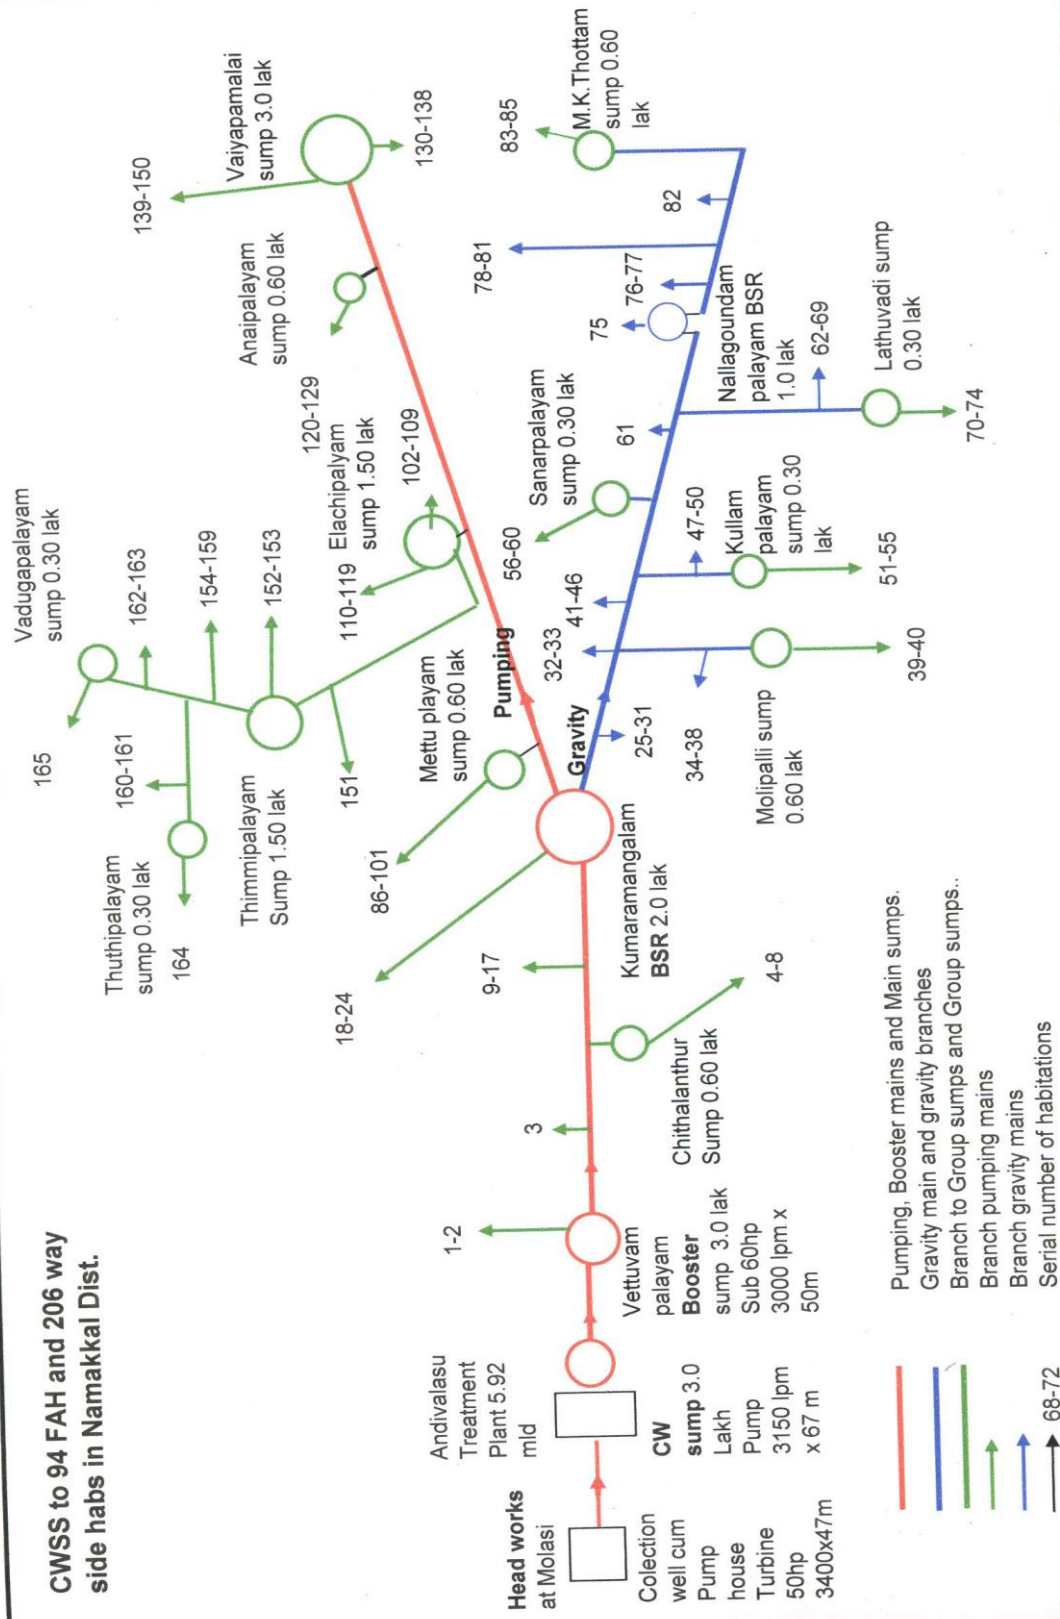 CWSS to 94 FAH and 206 way
side habs in Namakkal Dist.
Head works
at Molasi
Colection
well cum
Pump
house
Turbine
50hp
3400x47m
Andivalasu
Treatment
Plant 5.92
mld
CW
sump 3.0
Lakh
Pump
Turbine
3150 lpm
x 67 m
1-2
Vettuvam
palayam
Booster
sump 3.0 lak
Sub 60hp
3000 lpm x
50m
3
Chithalanthur
Sump 0.60 lak
4-8
9-17
18-24
Kumaramangalam
BSR 2.0 lak
86-101
Mettu playam
sump 0.60 lak
Pumping
Gravity
Thuthipalayam
sump 0.30 lak
164
160-161
165
Vadugapalayam
sump 0.30 lak
162-163
154-159
152-153
Thimmipalayam
Sump 1.50 lak
151
110-119
Elachipalyam
sump 1.50 lak
102-109
120-129
Anaipalayam
sump 0.60 lak
139-150
Vaiyapamalai
sump 3.0 lak
130-138
25-31
32-33
34-38
Molipalli sump
0.60 lak
39-40
41-46
47-50
Kullam
palayam
sump 0.30
lak
51-55
56-60
Sanarpalayam
sump 0.30 lak
61
62-69
Lathuvadi sump
0.30 lak
70-74
75
Nallagoundam
palayam BSR
1.0 lak
76-77
78-81
82
83-85
M.K.Thottam
sump 0.60
lak
Pumping, Booster mains and Main sumps.
Gravity main and gravity branches
Branch to Group sumps and Group sumps..
Branch pumping mains
Branch gravity mains
68-72 Serial number of habitations